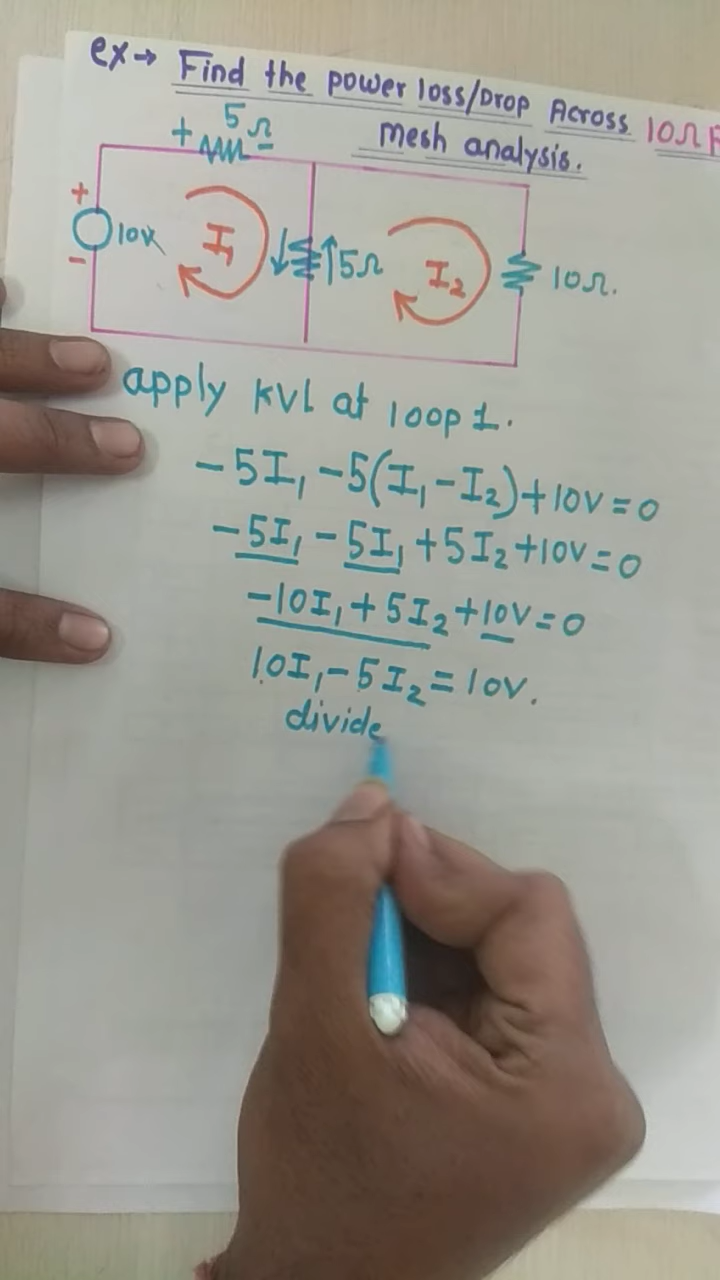 ex→ Find the power loss/Drop Across 10Ω
mesh analysis.
+ 5Ω
+
10V
-
I₁
5Ω
I₂
10Ω.
apply KVl at loop 1.
-5I₁ -5(I₁-I₂)+10V=0
-5I₁ -5I₁ +5I₂ +10V=0
-10I₁ + 5I₂ +10V=0
10I₁-5I₂=10V.
divide